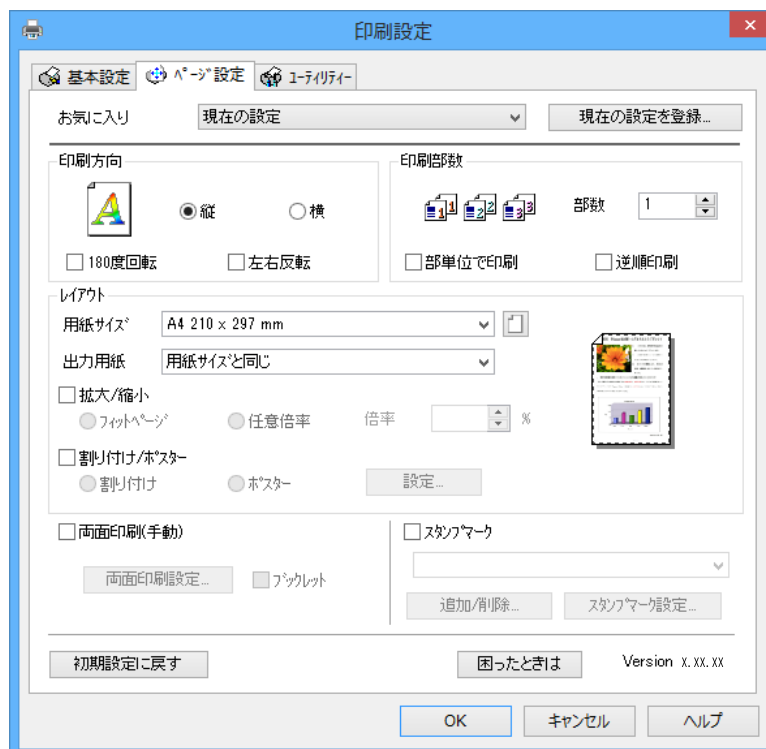 印刷設定
基本設定 ページ設定 ユーティリティー
お気に入り 現在の設定 現在の設定を登録...
印刷方向
縦 横
180度回転 左右反転
印刷部数
1 1 2 2 3 3 部数 1
部単位で印刷 逆順印刷
レイアウト
用紙サイズ A4 210 x 297 mm
出力用紙 用紙サイズと同じ
拡大/縮小
フィットページ 任意倍率 倍率 %
割り付け/ポスター
割り付け ポスター 設定...
両面印刷(手動)
両面印刷設定... ブックレット
スタンプマーク
追加/削除... スタンプマーク設定...
初期設定に戻す 困ったときは Version x.xx.xx
OK キャンセル ヘルプ